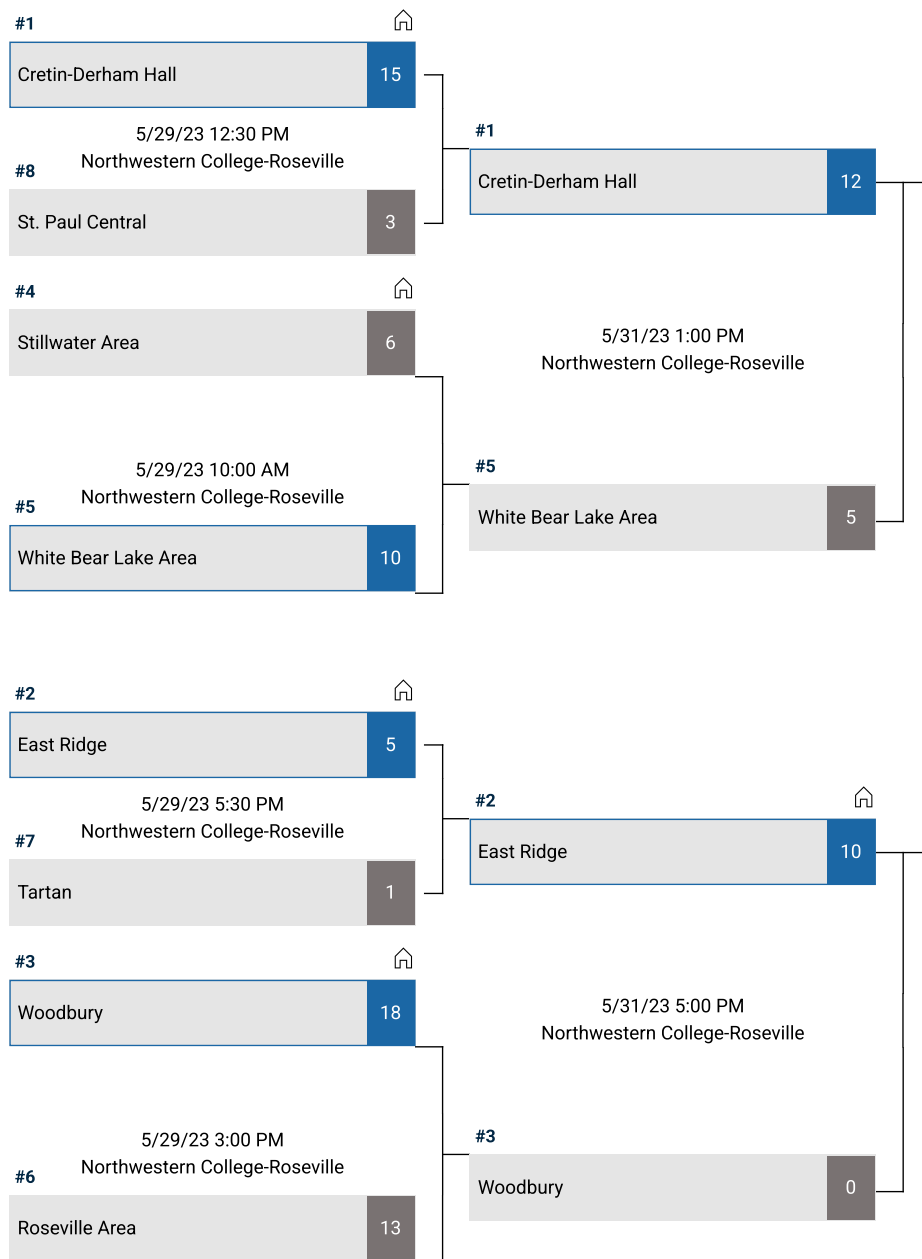 #1
Cretin-Derham Hall 15
5/29/23 12:30 PM
Northwestern College-Roseville
#8
St. Paul Central 3
#4
Stillwater Area 6
5/29/23 10:00 AM
Northwestern College-Roseville
#5
White Bear Lake Area 10
#2
East Ridge 5
5/29/23 5:30 PM
Northwestern College-Roseville
#7
Tartan 1
#3
Woodbury 18
5/29/23 3:00 PM
Northwestern College-Roseville
#6
Roseville Area 13
#1
Cretin-Derham Hall 12
5/31/23 1:00 PM
Northwestern College-Roseville
#5
White Bear Lake Area 5
#2
East Ridge 10
5/31/23 5:00 PM
Northwestern College-Roseville
#3
Woodbury 0